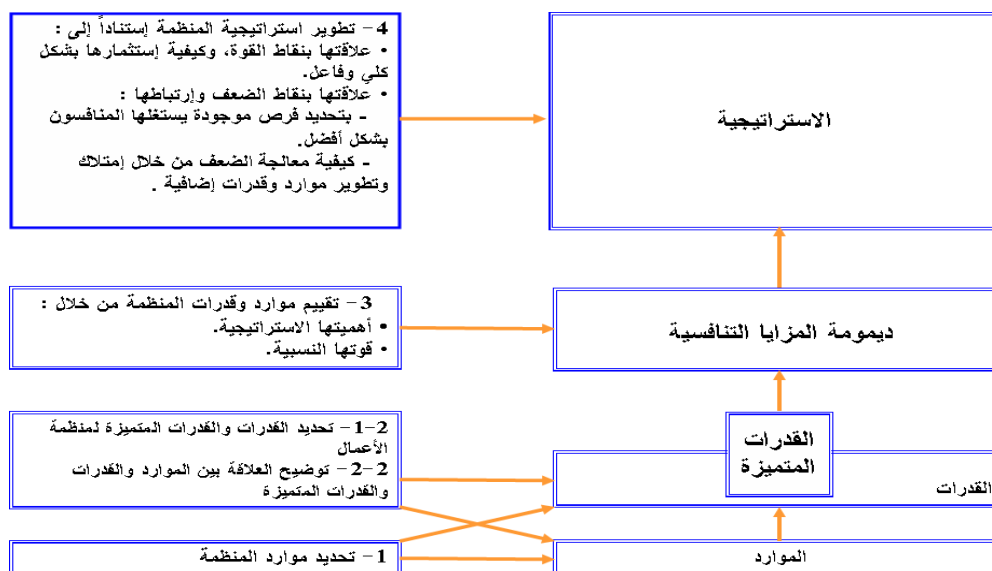 4- تطوير استراتيجية المنظمة إستناداً إلى :
• علاقتها بنقاط القوة، وكيفية إستثمارها بشكل
كلي وفاعل.
• علاقتها بنقاط الضعف وإرتباطها :
- بتحديد فرص موجودة يستغلها المنافسون
بشكل أفضل.
- كيفية معالجة الضعف من خلال إمتلاك
وتطوير موارد وقدرات إضافية .
الاستراتيجية
3- تقييم موارد وقدرات المنظمة من خلال :
• أهميتها الاستراتيجية.
• قوتها النسبية.
ديمومة المزايا التنافسية
2-1- تحديد القدرات والقدرات المتميزة لمنظمة
الأعمال
2-2- توضيح العلاقة بين الموارد والقدرات
والقدرات المتميزة
القدرات
المتميزة
القدرات
1- تحديد موارد المنظمة
الموارد